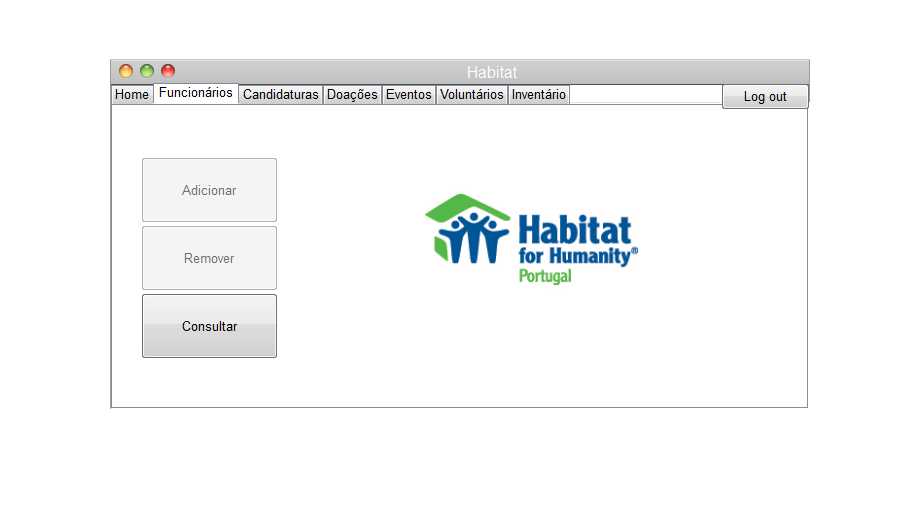 Habitat
Home Funcionários Candidaturas Doações Eventos Voluntários Inventário Log out
Adicionar
Remover
Consultar
Habitat
for Humanity®
Portugal